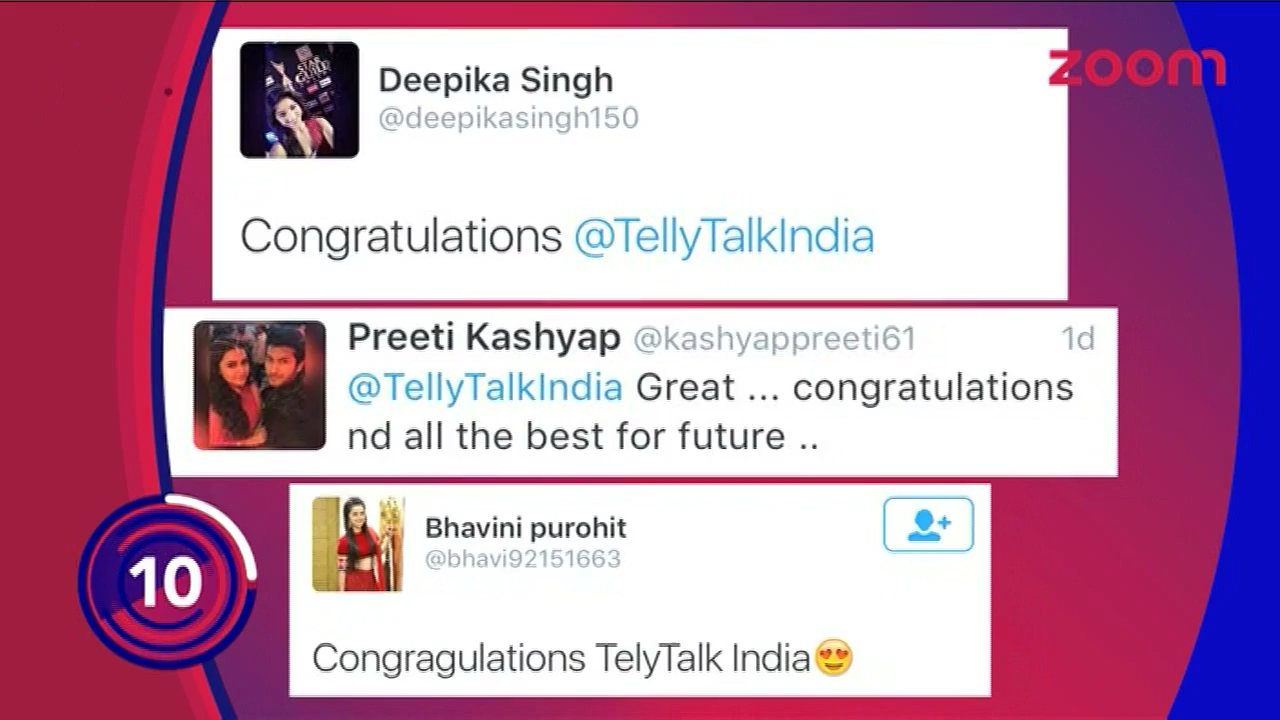 zoom
Deepika Singh
@deepikasingh150
Congratulations @TellyTalkIndia
Preeti Kashyap @kashyappreeti61 1d
@TellyTalkIndia Great ... congratulations
nd all the best for future ..
10
Bhavini purohit
@bhavi92151663
Congragulations TelyTalk India😍